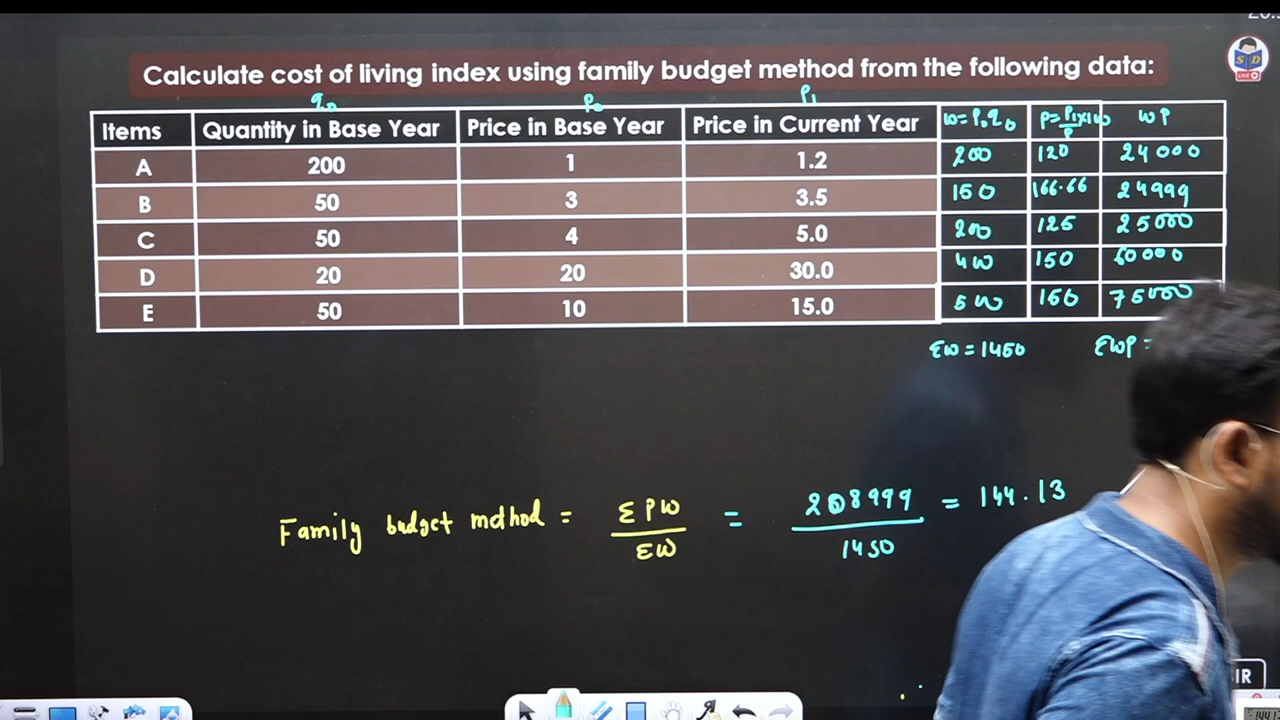 Calculate cost of living index using family budget method from the following data:
q0 P0 P1
Items Quantity in Base Year Price in Base Year Price in Current Year W=P0q0 P=P1x100/P WP
A 200 1 1.2 200 120 24000
B 50 3 3.5 150 166.66 24999
C 50 4 5.0 200 125 25000
D 20 20 30.0 400 150 60000
E 50 10 15.0 500 150 75000
ΣW = 1450 ΣWP =
Family budget method = ΣPW/ΣW = 208999/1450 = 144.13
SD
LIVE
SIR